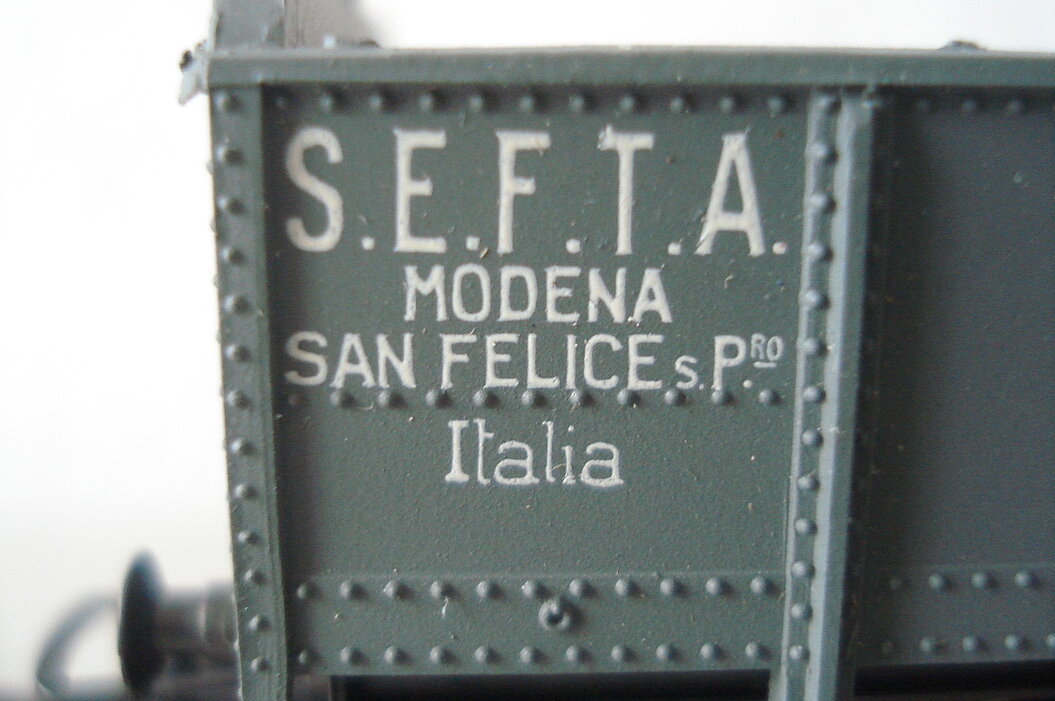 S.E.F.T.A.
MODENA
SAN FELICE s. P.RO
Italia